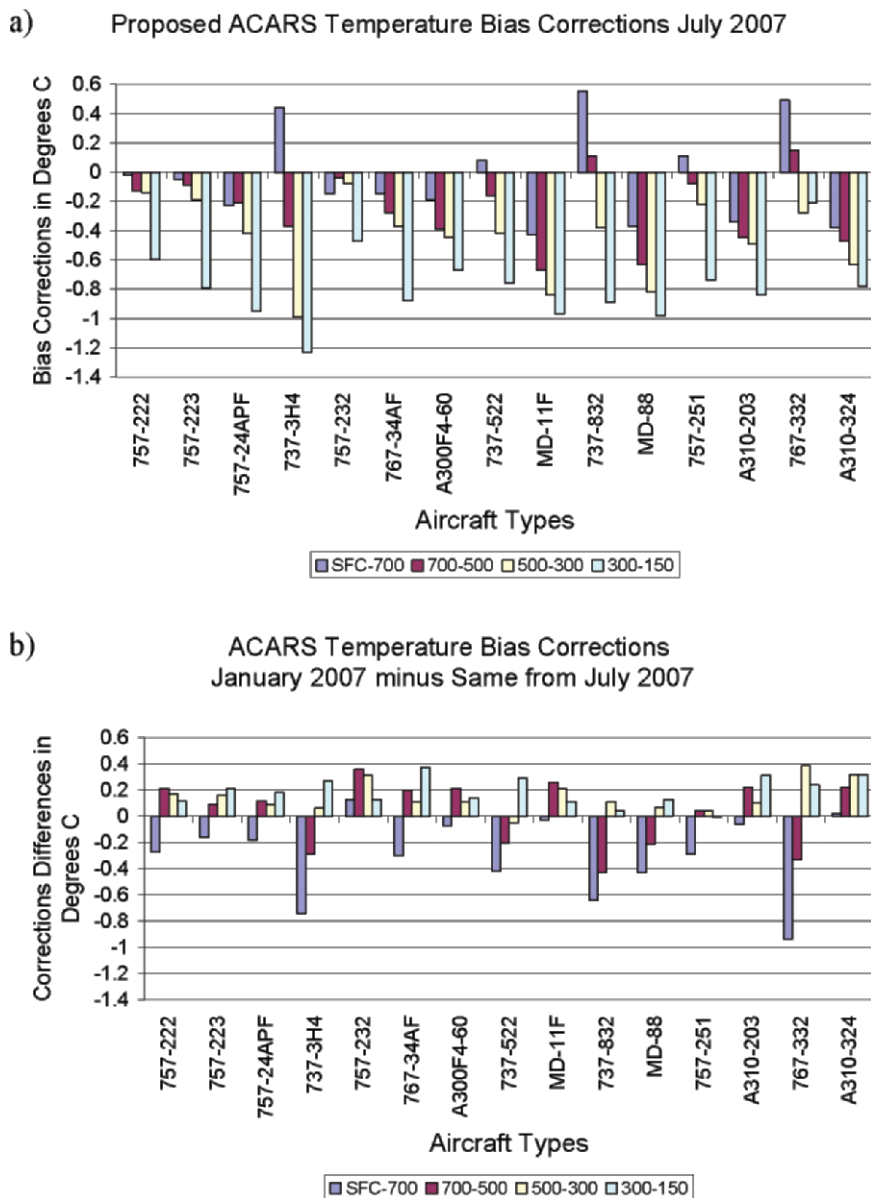 a)
Proposed ACARS Temperature Bias Corrections July 2007
Bias Corrections in Degrees C
0.6
0.4
0.2
0
-0.2
-0.4
-0.6
-0.8
-1
-1.2
-1.4
757-222
757-223
757-24APF
737-3H4
757-232
767-34AF
A300F4-60
737-522
MD-11F
737-832
MD-88
757-251
A310-203
767-332
A310-324
Aircraft Types
SFC-700 700-500 500-300 300-150
b)
ACARS Temperature Bias Corrections
January 2007 minus Same from July 2007
Corrections Differences in
Degrees C
0.6
0.4
0.2
0
-0.2
-0.4
-0.6
-0.8
-1
-1.2
-1.4
757-222
757-223
757-24APF
737-3H4
757-232
767-34AF
A300F4-60
737-522
MD-11F
737-832
MD-88
757-251
A310-203
767-332
A310-324
Aircraft Types
SFC-700 700-500 500-300 300-150